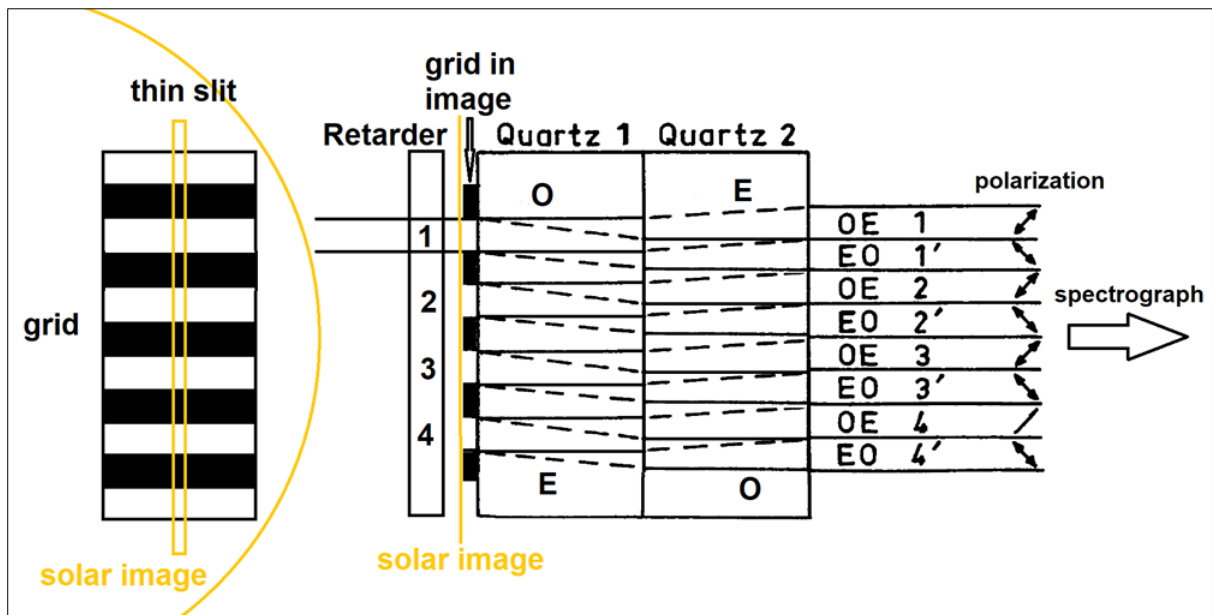 thin slit
grid
solar image
grid in
image
Retarder
Quartz 1
Quartz 2
O
E
1
2
3
4
E
O
solar image
polarization
OE 1
EO 1′
OE 2
EO 2′
OE 3
EO 3′
OE 4
EO 4′
spectrograph